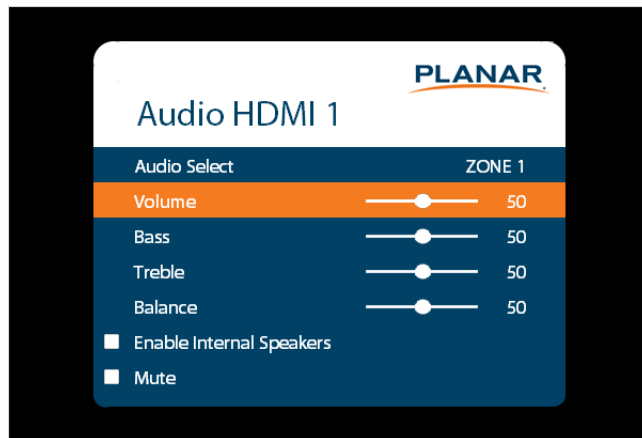 PLANAR
Audio HDMI 1
Audio Select ZONE 1
Volume 50
Bass 50
Treble 50
Balance 50
Enable Internal Speakers
Mute